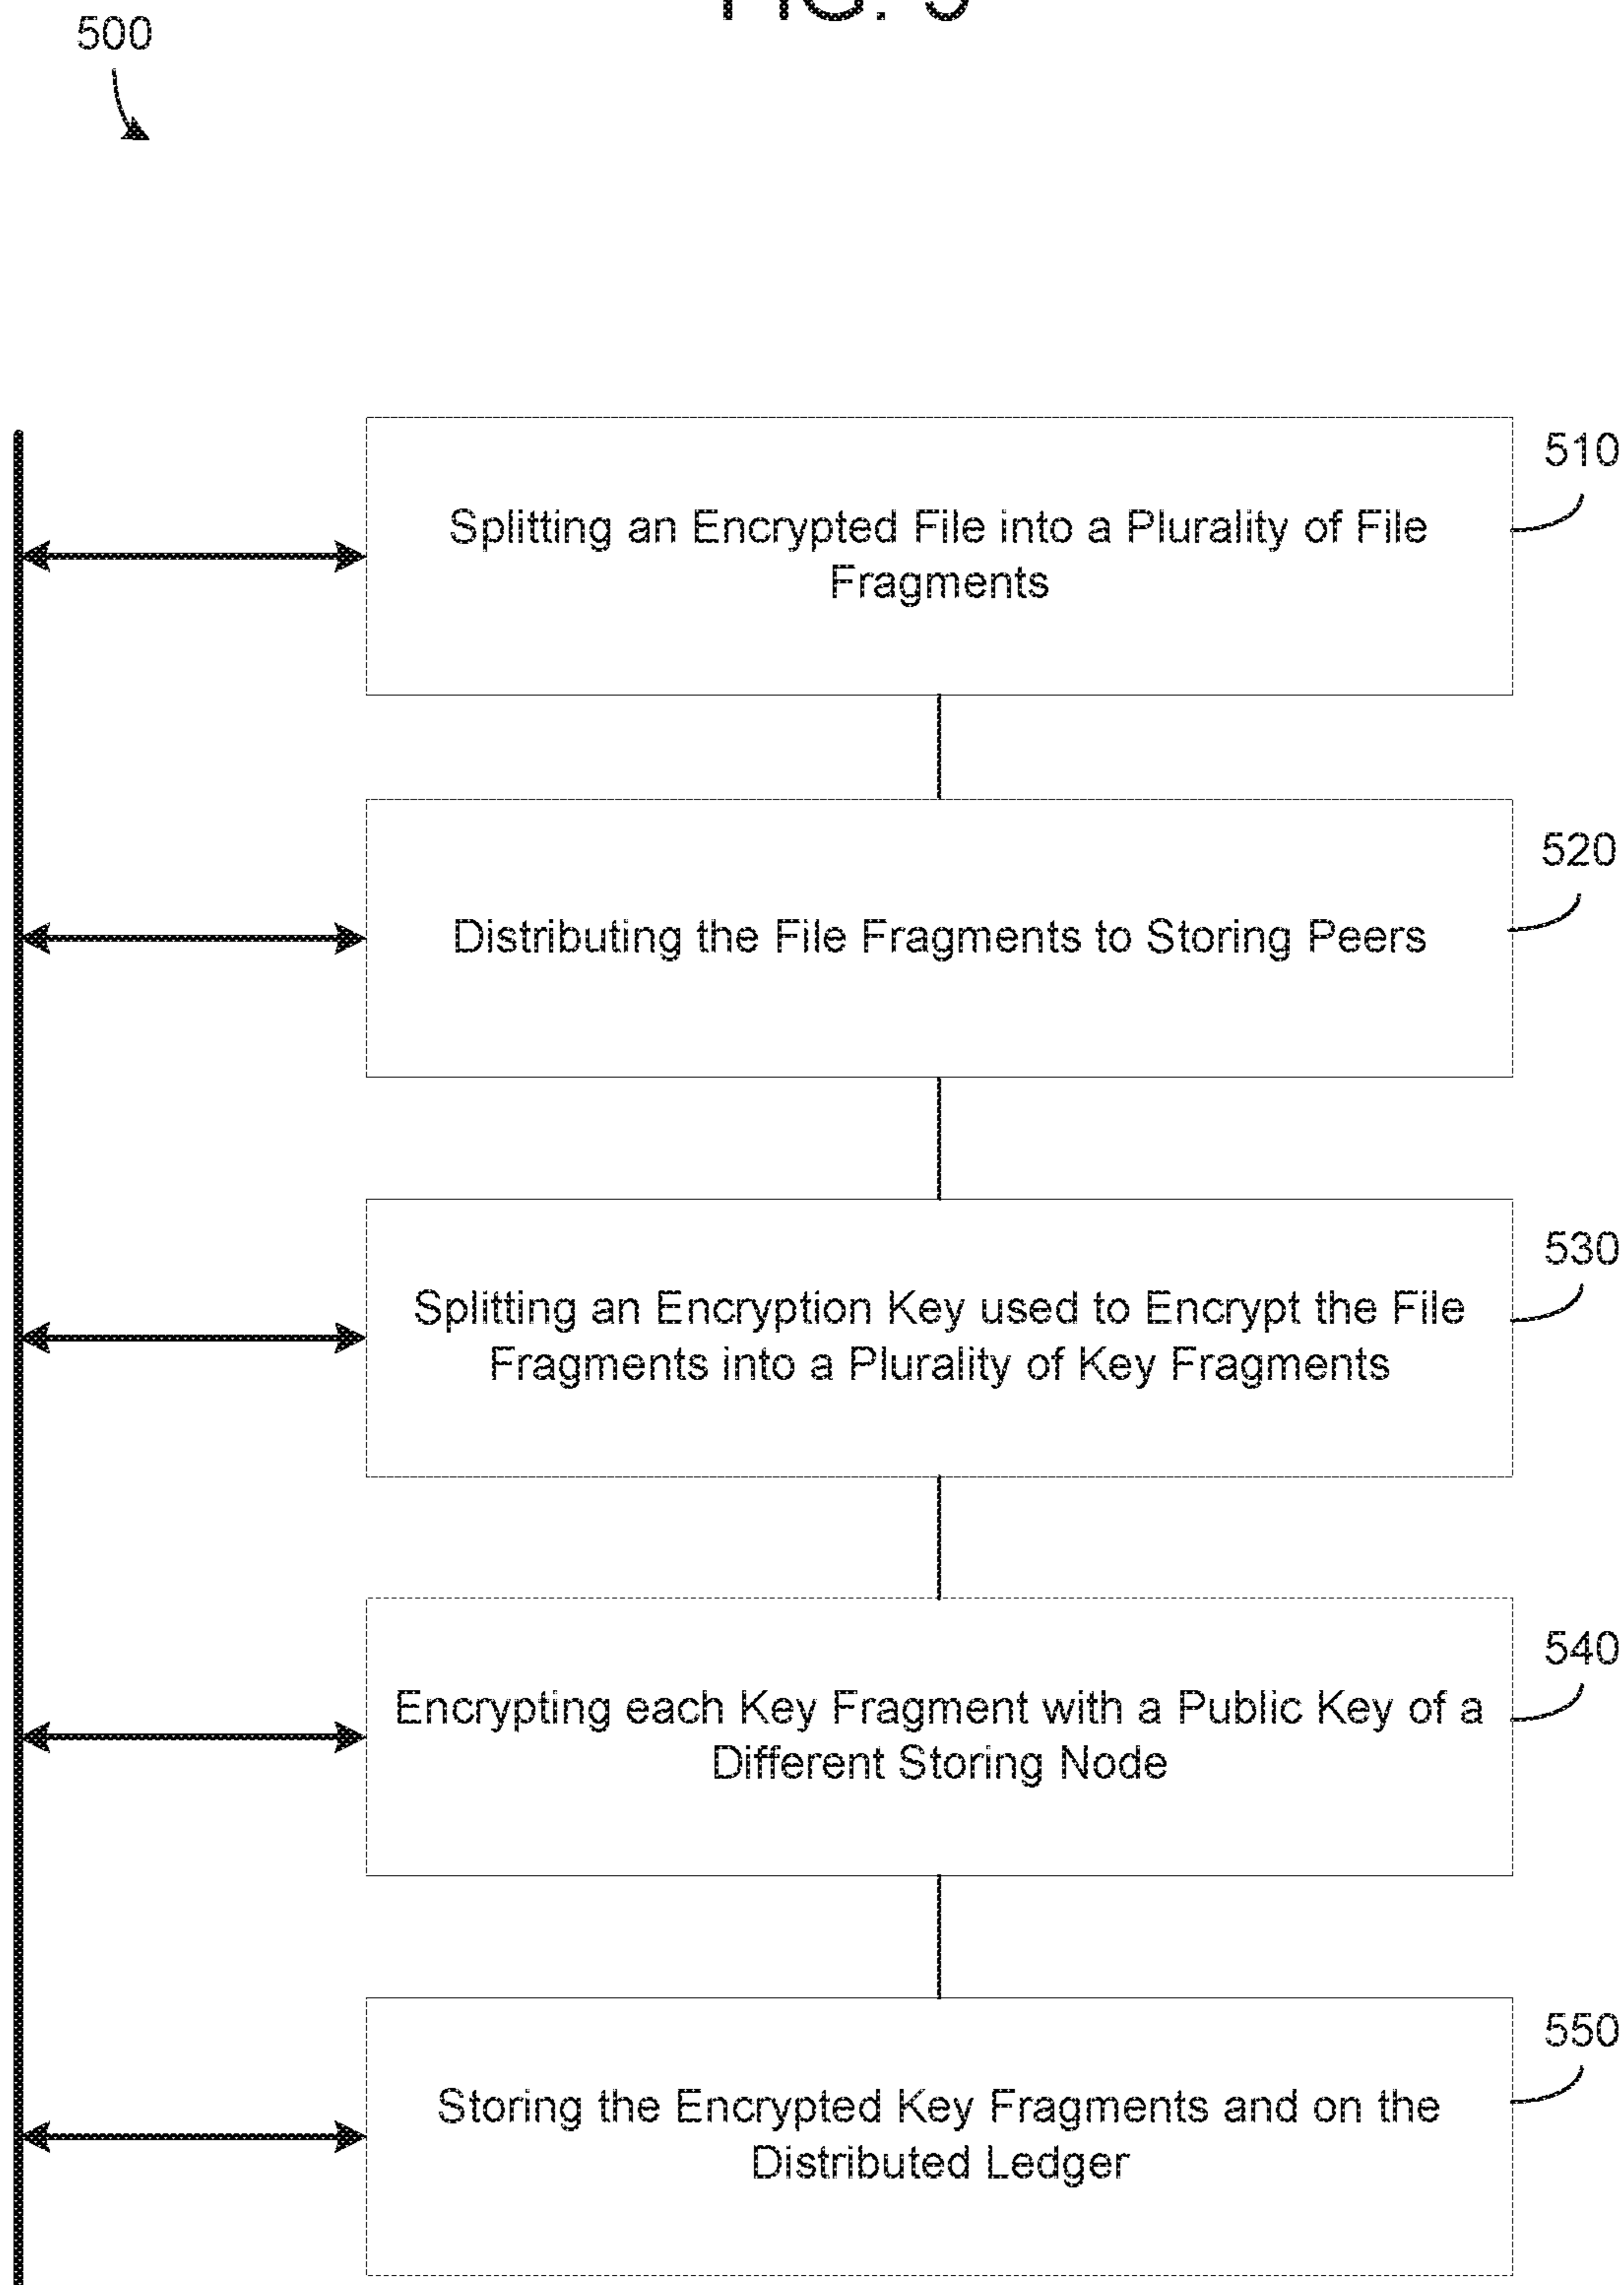 FIG. 5
500
510
Splitting an Encrypted File into a Plurality of File
Fragments
520
Distributing the File Fragments to Storing Peers
530
Splitting an Encryption Key used to Encrypt the File
Fragments into a Plurality of Key Fragments
540
Encrypting each Key Fragment with a Public Key of a
Different Storing Node
550
Storing the Encrypted Key Fragments and on the
Distributed Ledger